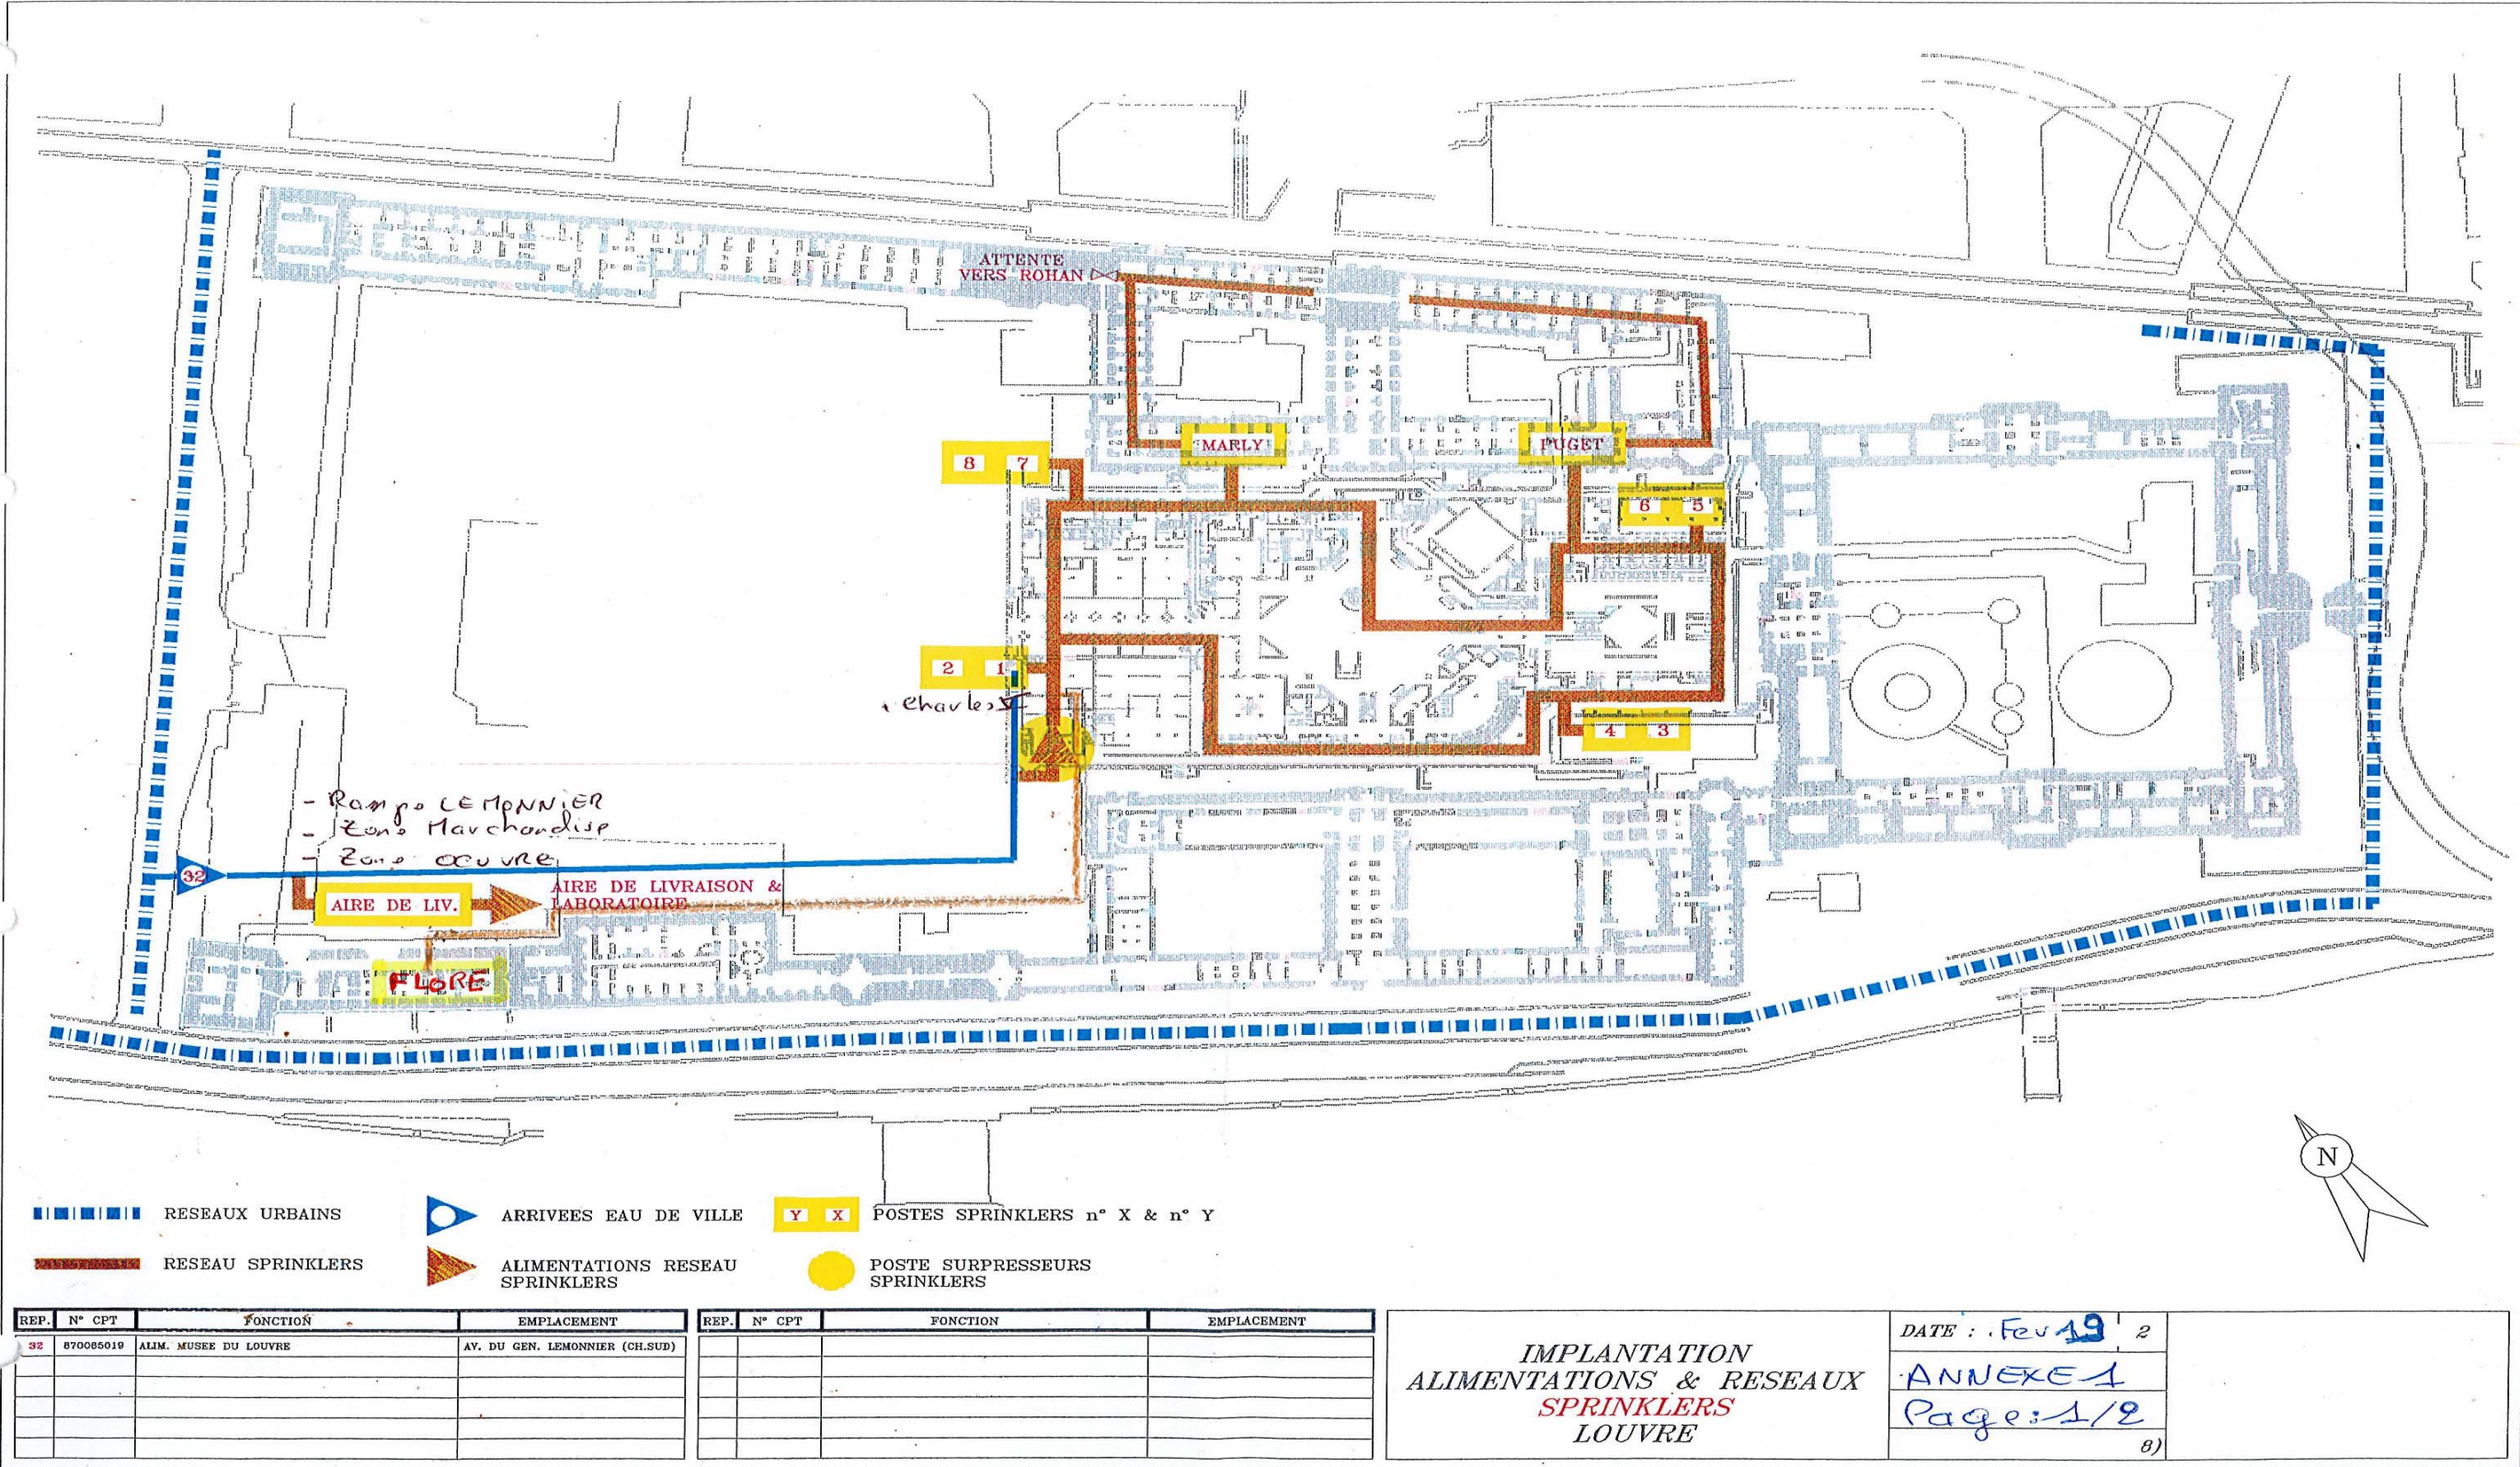 ATTENTE
VERS ROHAN
MARLY
PUGET
8 7
6 5
2 1
Charles V
4 3
- Rampe LEMONNIER
- Zone Marchandise
- Zone OEUVRE
32
AIRE DE LIV.
AIRE DE LIVRAISON &
LABORATOIRE
FLORE
N
RESEAUX URBAINS
ARRIVEES EAU DE VILLE
Y X
POSTES SPRINKLERS n° X & n° Y
RESEAU SPRINKLERS
ALIMENTATIONS RESEAU
SPRINKLERS
POSTE SURPRESSEURS
SPRINKLERS
REP. N° CPT FONCTION EMPLACEMENT
32 870065019 ALIM. MUSEE DU LOUVRE AV. DU GEN. LEMONNIER (CH.SUD)
REP. N° CPT FONCTION EMPLACEMENT
IMPLANTATION
ALIMENTATIONS & RESEAUX
SPRINKLERS
LOUVRE
DATE : Fev 19 2
ANNEXE 1
Page: 1/2
8)